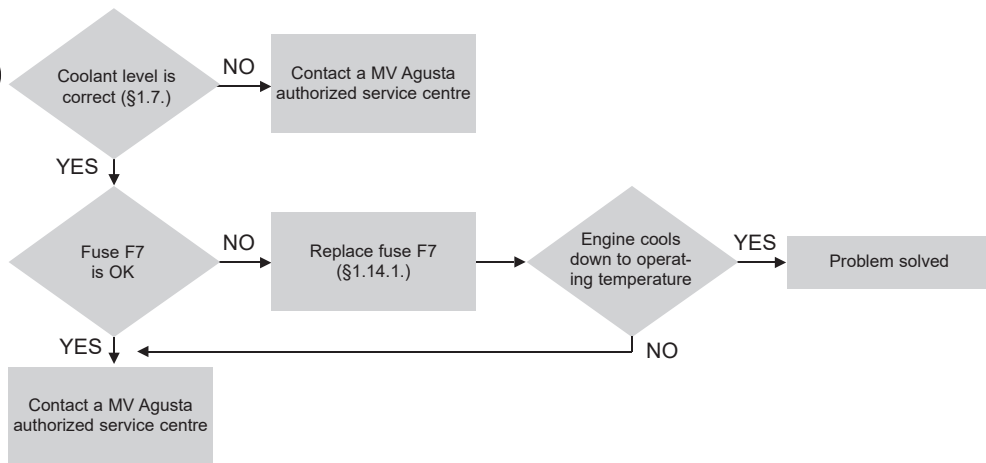 Coolant level is
correct (§1.7.)
NO
Contact a MV Agusta
authorized service centre
YES
Fuse F7
is OK
NO
Replace fuse F7
(§1.14.1.)
Engine cools
down to operat-
ing temperature
YES
Problem solved
YES
NO
Contact a MV Agusta
authorized service centre